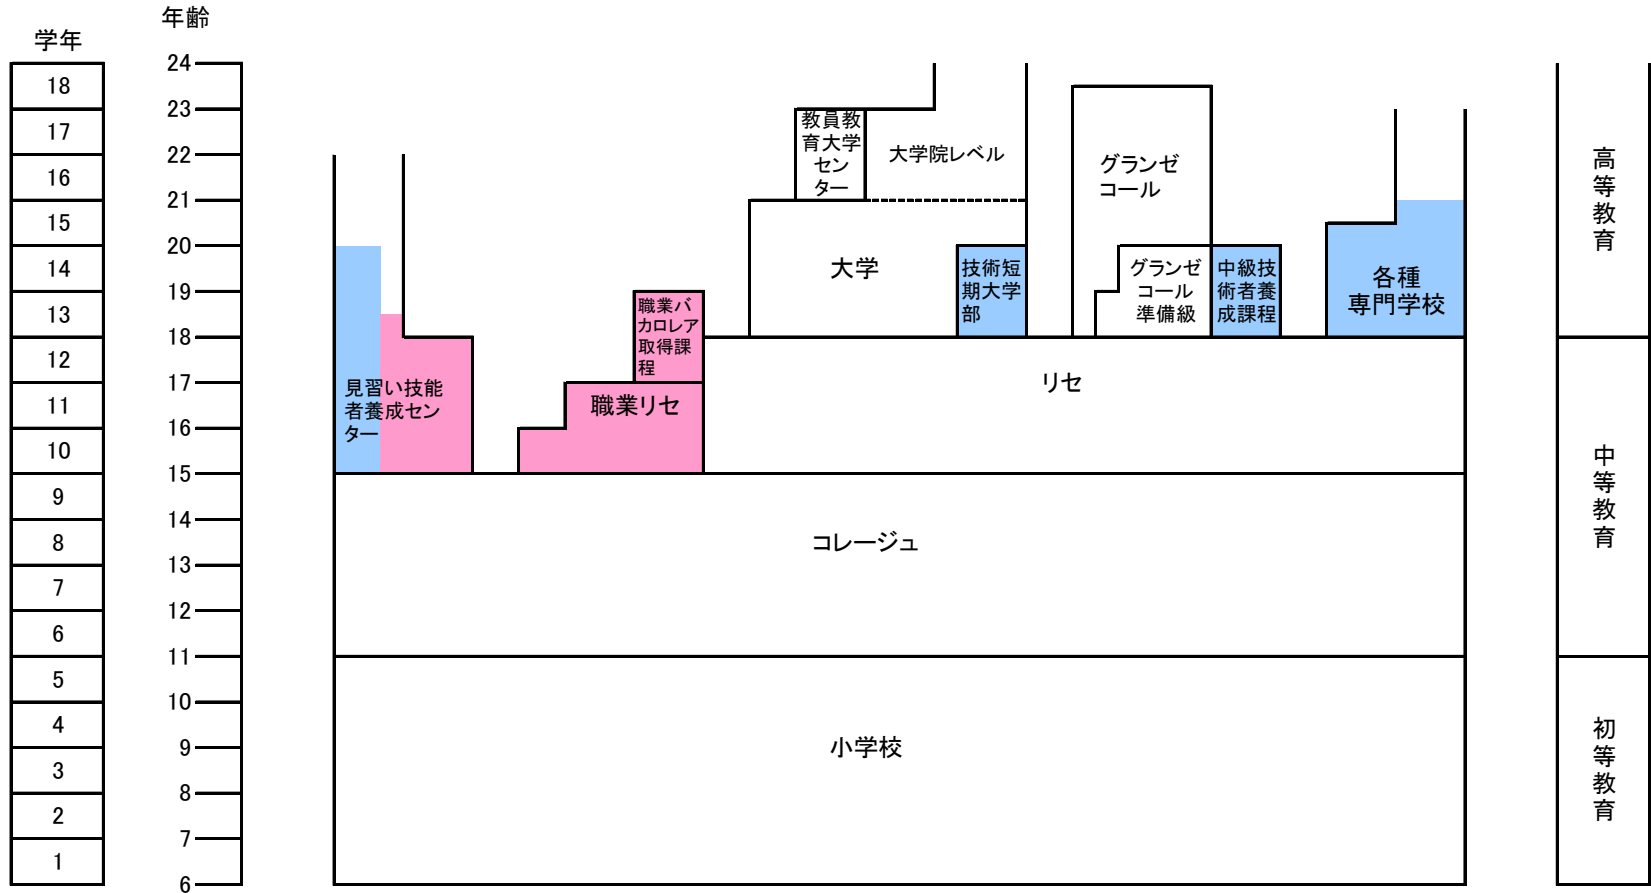 学年
18
17
16
15
14
13
12
11
10
9
8
7
6
5
4
3
2
1
年齢
24
23
22
21
20
19
18
17
16
15
14
13
12
11
10
9
8
7
6
見習い技能
者養成セン
ター
職業バ
カロレア
取得課
程
職業リセ
教員教
育大学
セン
ター
大学院レベル
大学
技術短
期大学
部
グランゼ
コール
グランゼ
コール
準備級
中級技
術者養
成課程
各種
専門学校
リセ
コレージュ
小学校
高等教育
中等教育
初等教育